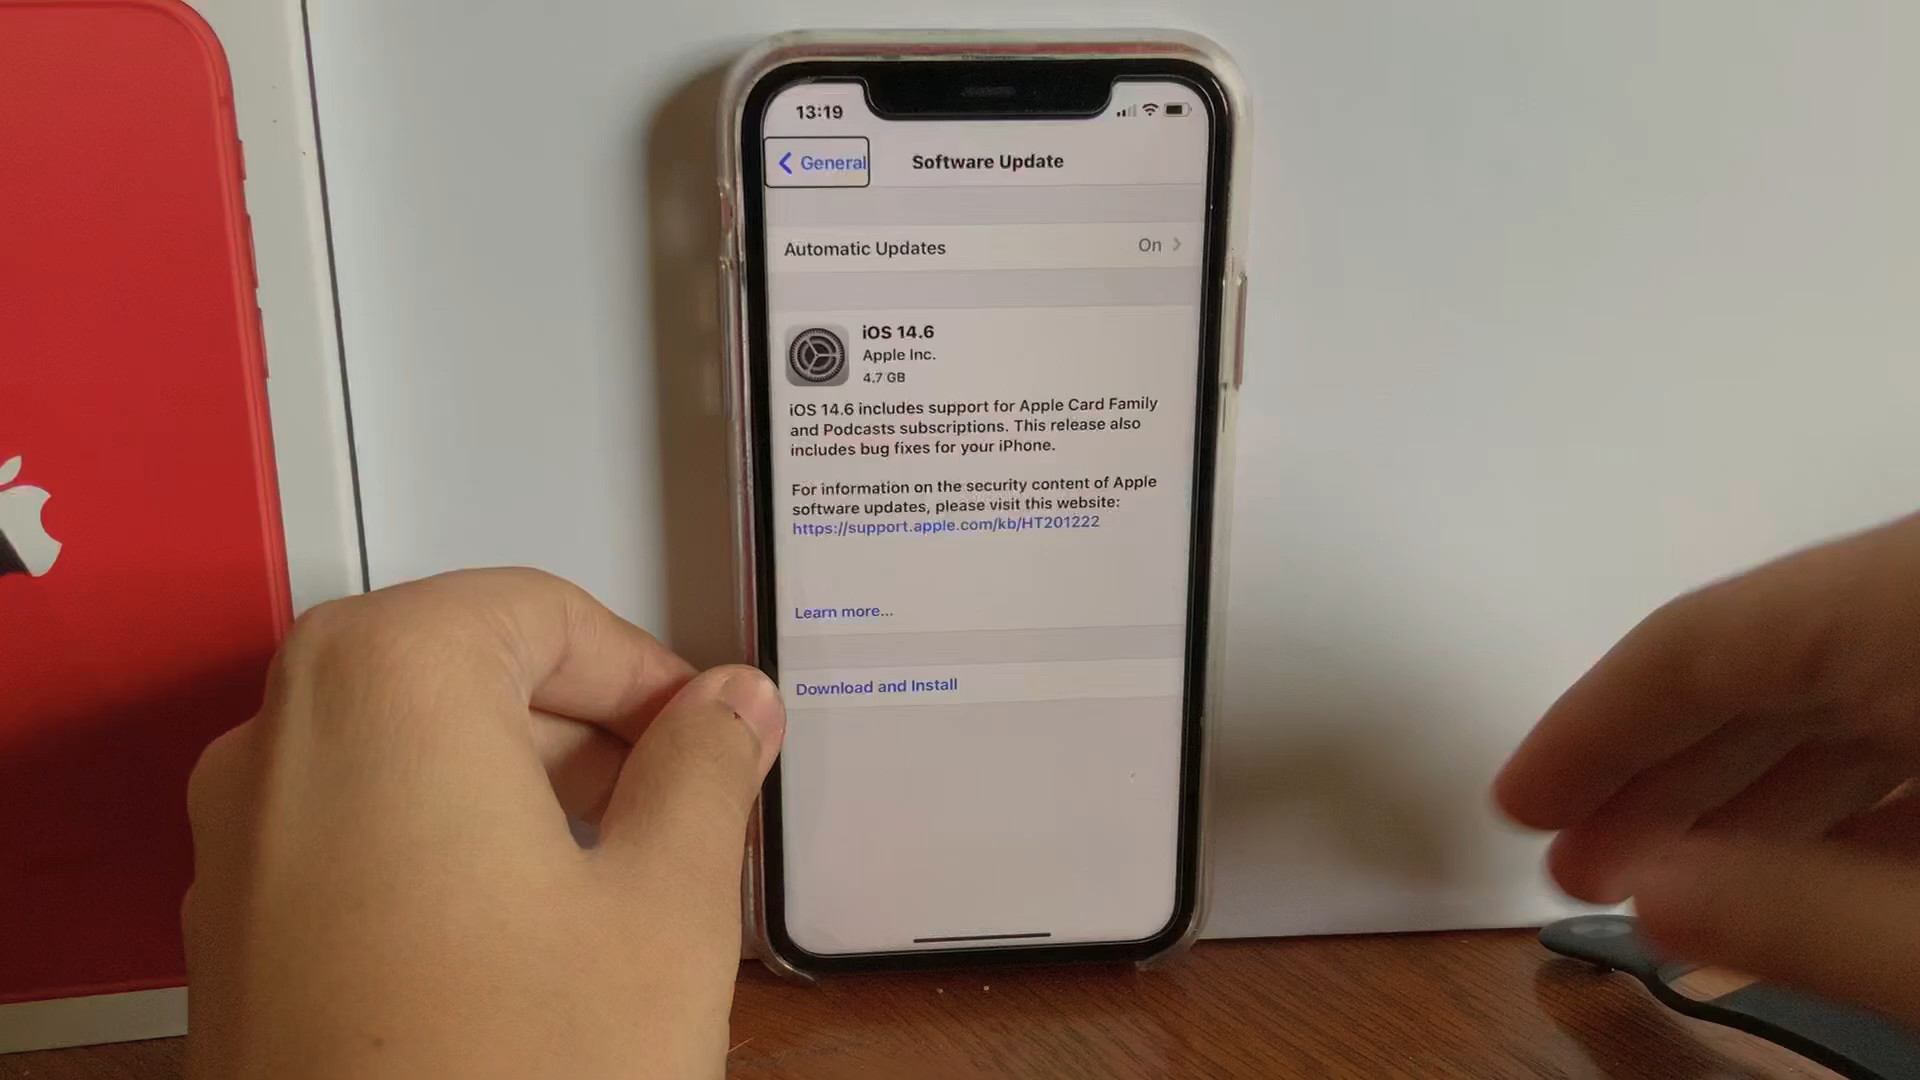 13:19
General
Software Update
Automatic Updates
On
iOS 14.6
Apple Inc.
4.7 GB
iOS 14.6 includes support for Apple Card Family
and Podcasts subscriptions. This release also
includes bug fixes for your iPhone.
For information on the security content of Apple
software updates, please visit this website:
https://support.apple.com/kb/HT201222
Learn more...
Download and Install